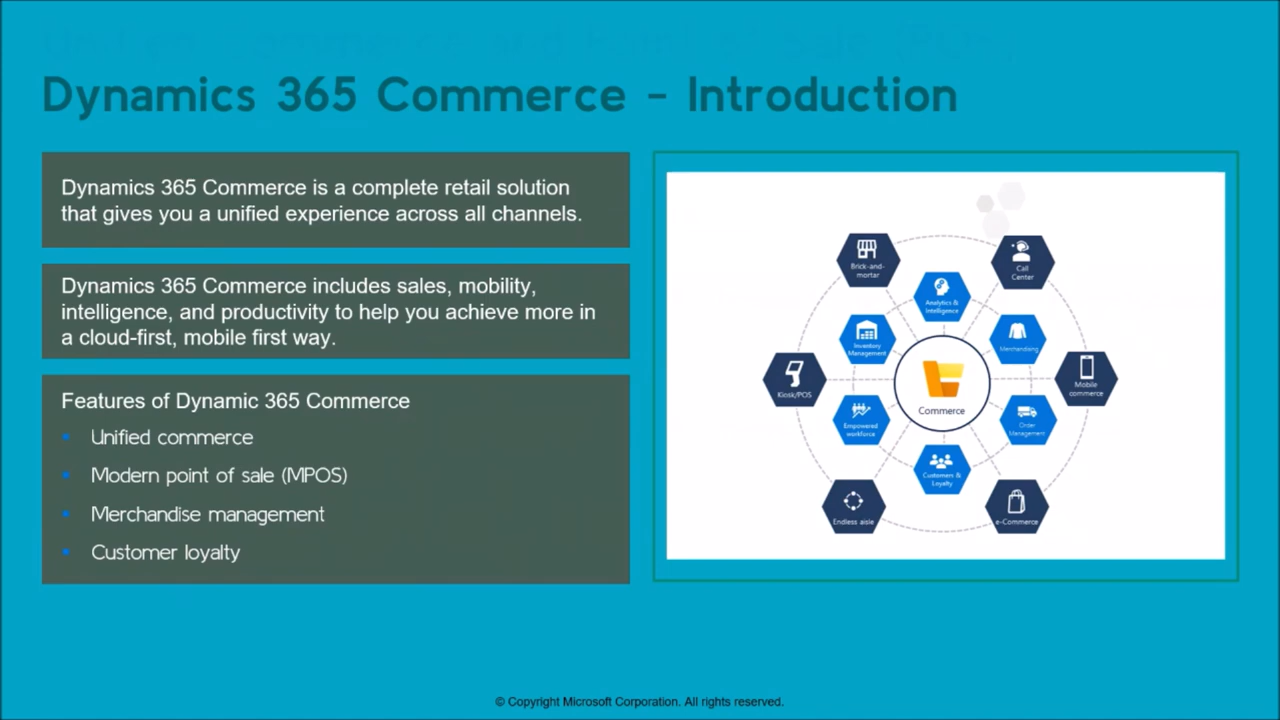 Dynamics 365 Commerce - Introduction
Dynamics 365 Commerce is a complete retail solution
that gives you a unified experience across all channels.
Dynamics 365 Commerce includes sales, mobility,
intelligence, and productivity to help you achieve more in
a cloud-first, mobile first way.
Features of Dynamic 365 Commerce
Unified commerce
Modern point of sale (MPOS)
Merchandise management
Customer loyalty
Brick-and-
mortar
Call
Center
Analytics &
Intelligence
Inventory
Management
Merchandising
Kiosk/POS
Commerce
Mobile
commerce
Empowered
workforce
Order
Management
Customers &
Loyalty
Endless aisle
e-Commerce
© Copyright Microsoft Corporation. All rights reserved.